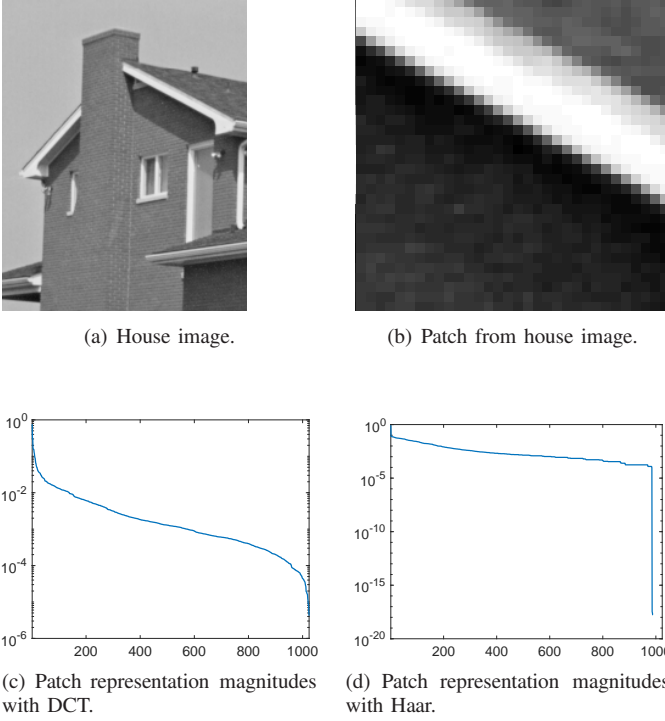 (a) House image.
(b) Patch from house image.
10^0
10^-2
10^-4
10^-6
200 400 600 800 1000
10^0
10^-5
10^-10
10^-15
10^-20
200 400 600 800 1000
(c) Patch representation magnitudes
with DCT.
(d) Patch representation magnitudes
with Haar.